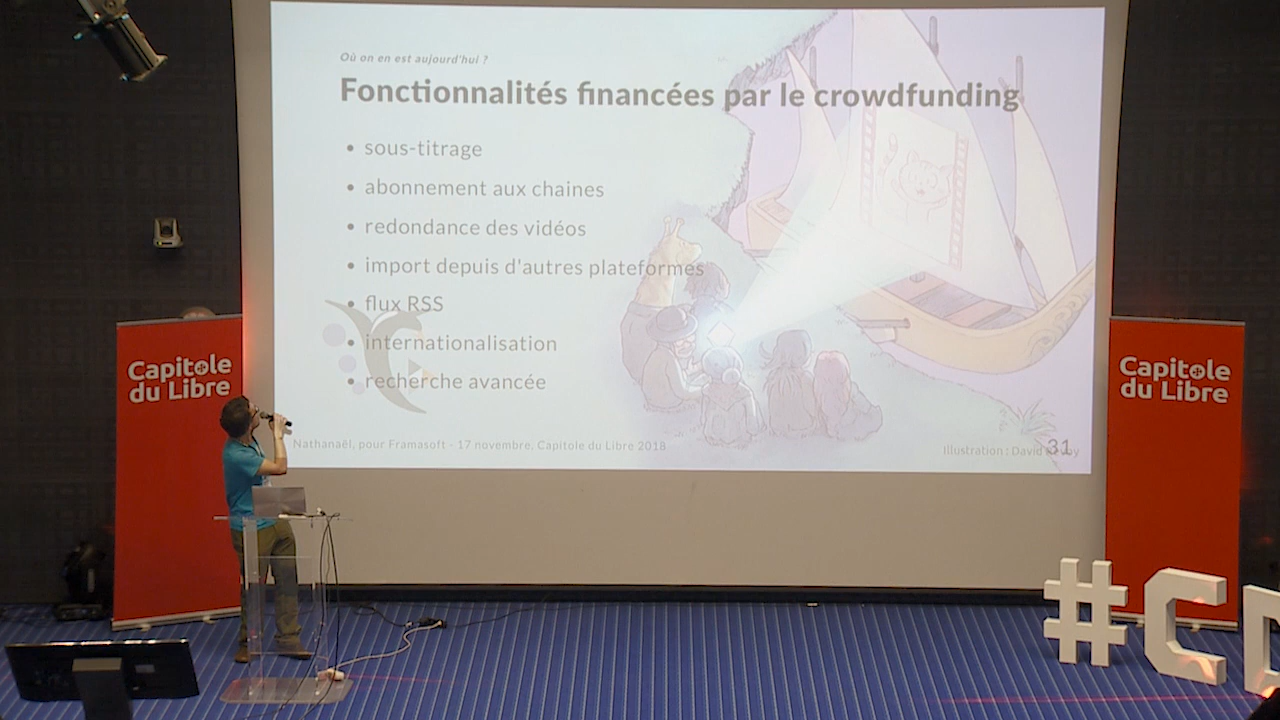 Où on en est aujourd'hui ?
Fonctionnalités financées par le crowdfunding
• sous-titrage
• abonnement aux chaines
• redondance des vidéos
• import depuis d'autres plateformes
• flux RSS
• internationalisation
• recherche avancée
Nathanaël, pour Framasoft - 17 novembre, Capitole du Libre 2018
Illustration : David
31
Capitole
du Libre
Capitole
du Libre
#C